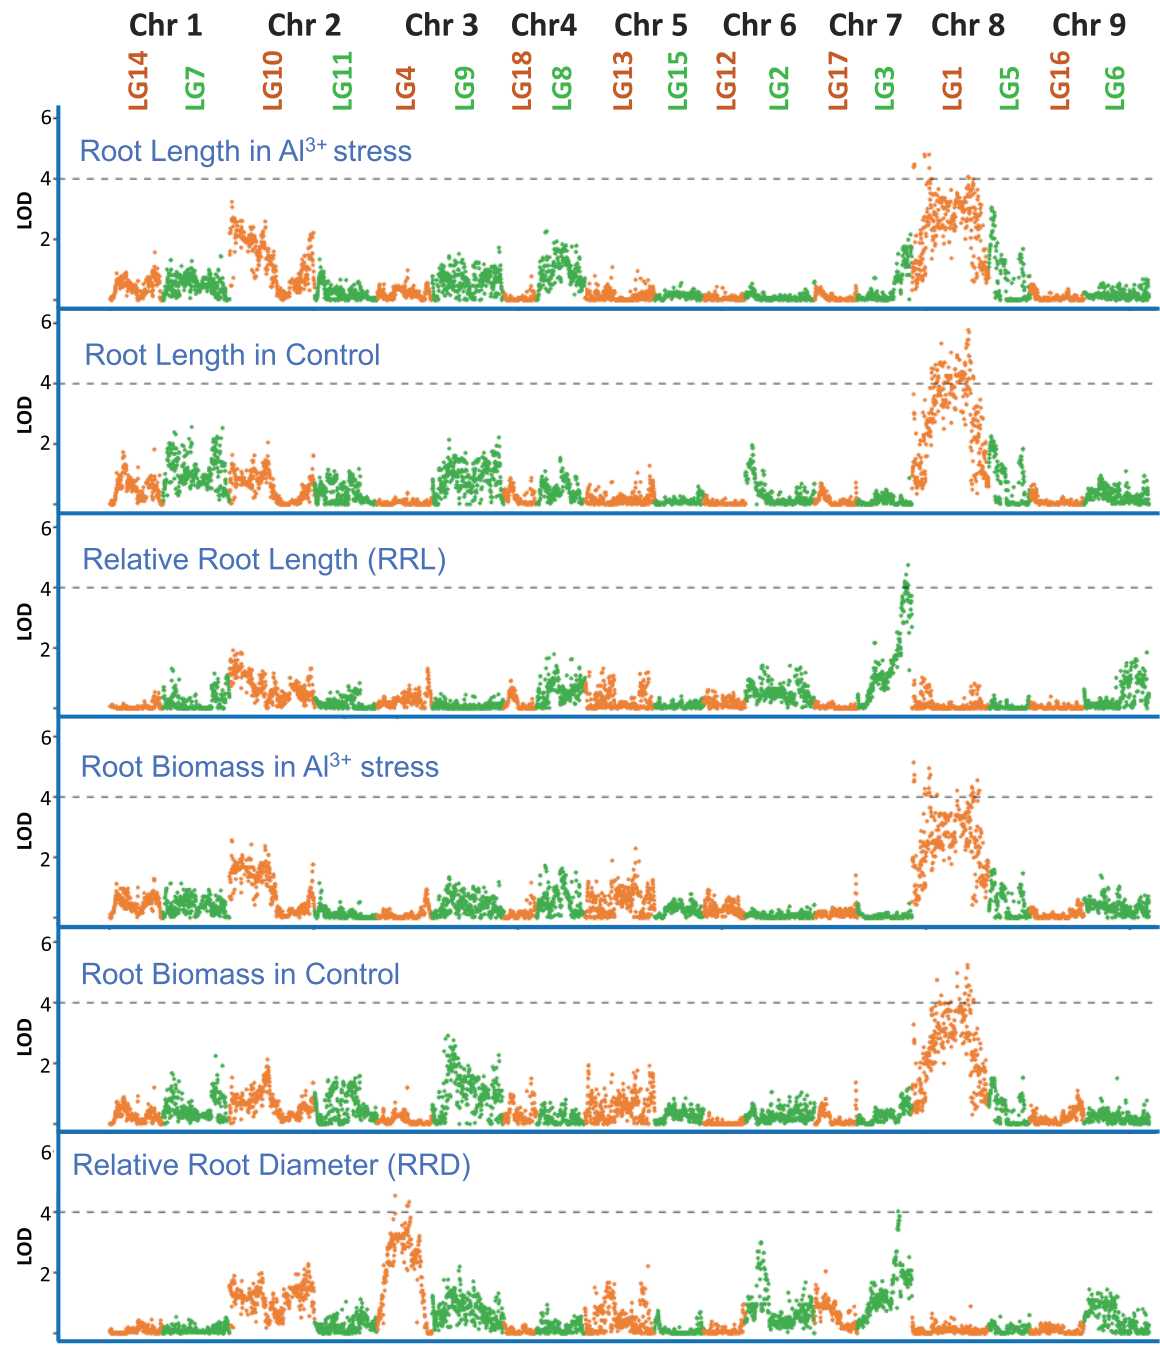 Chr 1 Chr 2 Chr 3 Chr4 Chr 5 Chr 6 Chr 7 Chr 8 Chr 9
LG14 LG7 LG10 LG11 LG4 LG9 LG18 LG8 LG13 LG15 LG12 LG2 LG17 LG3 LG1 LG5 LG16 LG6
6
Root Length in Al³⁺ stress
4
LOD
2
6
Root Length in Control
4
LOD
2
6
Relative Root Length (RRL)
4
LOD
2
6
Root Biomass in Al³⁺ stress
4
LOD
2
6
Root Biomass in Control
4
LOD
2
6
Relative Root Diameter (RRD)
4
LOD
2